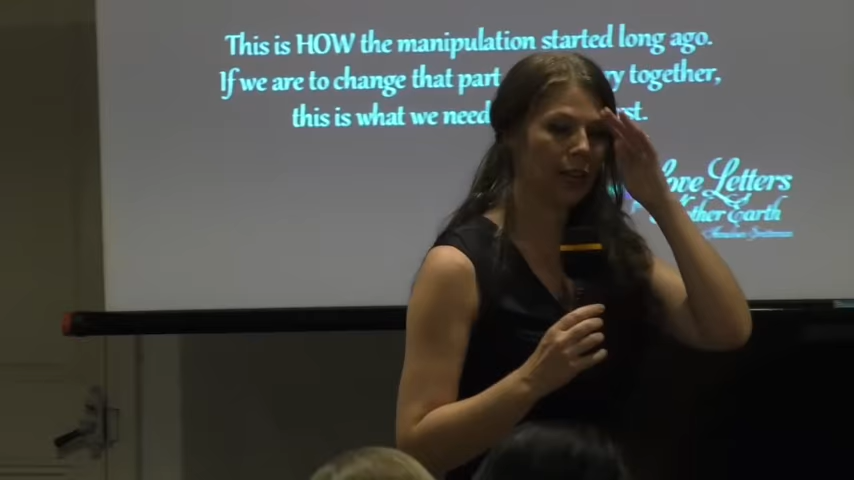 This is HOW the manipulation started long ago.
If we are to change that part together,
this is what we need
Love Letters
Mother Earth